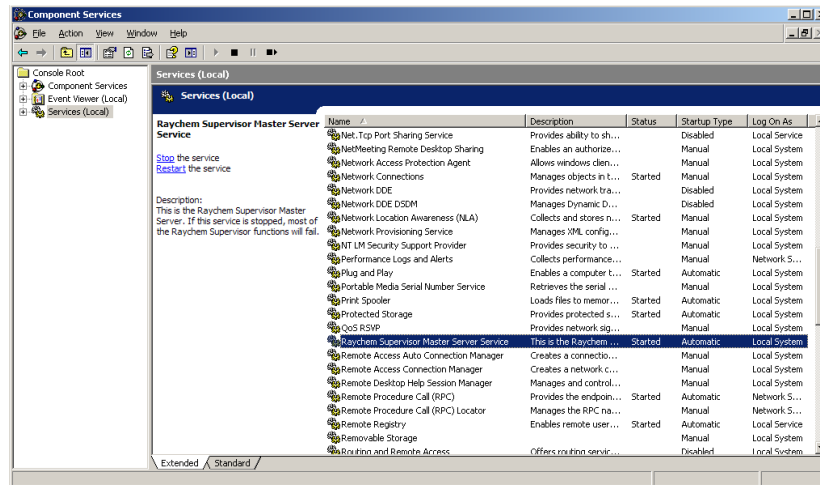 Component Services
File Action View Window Help
Console Root
Component Services
Event Viewer (Local)
Services (Local)
Services (Local)
Services (Local)
Raychem Supervisor Master Server Service
Stop the service
Restart the service
Description:
This is the Raychem Supervisor Master
Server. If this service is stopped, most of
the Raychem Supervisor functions will fail.
Name Description Status Startup Type Log On As
Net.Tcp Port Sharing Service Provides ability to sh... Disabled Local Service
NetMeeting Remote Desktop Sharing Enables an authorize... Manual Local System
Network Access Protection Agent Allows windows clien... Manual Local System
Network Connections Manages objects in t... Started Manual Local System
Network DDE Provides network tra... Disabled Local System
Network DDE DSDM Manages Dynamic D... Disabled Local System
Network Location Awareness (NLA) Collects and stores n... Started Manual Local System
Network Provisioning Service Manages XML config... Manual Local System
NT LM Security Support Provider Provides security to ... Manual Local System
Performance Logs and Alerts Collects performance... Manual Network S...
Plug and Play Enables a computer t... Started Automatic Local System
Portable Media Serial Number Service Retrieves the serial ... Manual Local System
Print Spooler Loads files to memor... Started Automatic Local System
Protected Storage Provides protected s... Started Automatic Local System
QoS RSVP Provides network sig... Manual Local System
Raychem Supervisor Master Server Service This is the Raychem ... Started Automatic Local System
Remote Access Auto Connection Manager Creates a connectio... Manual Local System
Remote Access Connection Manager Creates a network c... Manual Local System
Remote Desktop Help Session Manager Manages and control... Manual Local System
Remote Procedure Call (RPC) Provides the endpoin... Started Automatic Network S...
Remote Procedure Call (RPC) Locator Manages the RPC na... Manual Network S...
Remote Registry Enables remote user... Started Automatic Local Service
Removable Storage Manual Local System
Routing and Remote Access Offers routing servic... Disabled Local System
Extended Standard